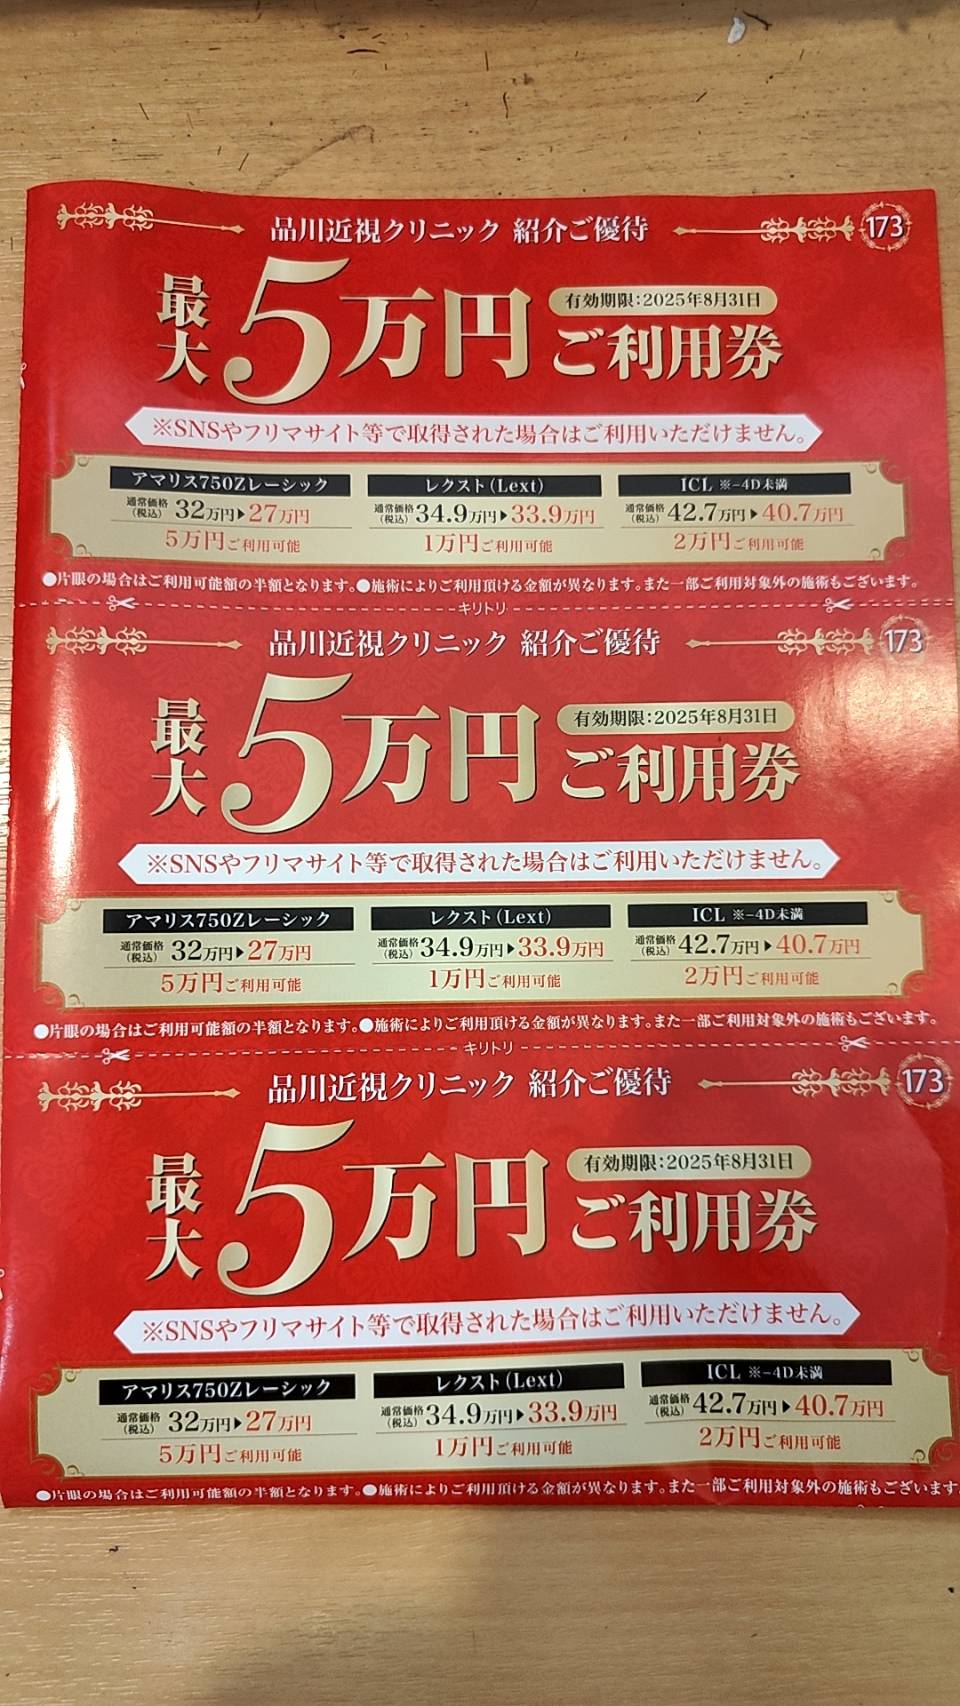 品川近視クリニック 紹介ご優待
173
最大5万円
有効期限:2025年8月31日
ご利用券
※SNSやフリマサイト等で取得された場合はご利用いただけません。
アマリス750Zレーシック
通常価格(税込) 32万円▶27万円
5万円ご利用可能
レクスト(Lext)
通常価格(税込) 34.9万円▶33.9万円
1万円ご利用可能
ICL ※-4D未満
通常価格(税込) 42.7万円▶40.7万円
2万円ご利用可能
●片眼の場合はご利用可能額の半額となります。●施術によりご利用頂ける金額が異なります。また一部ご利用対象外の施術もございます。
キリトリ
品川近視クリニック 紹介ご優待
173
最大5万円
有効期限:2025年8月31日
ご利用券
※SNSやフリマサイト等で取得された場合はご利用いただけません。
アマリス750Zレーシック
通常価格(税込) 32万円▶27万円
5万円ご利用可能
レクスト(Lext)
通常価格(税込) 34.9万円▶33.9万円
1万円ご利用可能
ICL ※-4D未満
通常価格(税込) 42.7万円▶40.7万円
2万円ご利用可能
●片眼の場合はご利用可能額の半額となります。●施術によりご利用頂ける金額が異なります。また一部ご利用対象外の施術もございます。
キリトリ
品川近視クリニック 紹介ご優待
173
最大5万円
有効期限:2025年8月31日
ご利用券
※SNSやフリマサイト等で取得された場合はご利用いただけません。
アマリス750Zレーシック
通常価格(税込) 32万円▶27万円
5万円ご利用可能
レクスト(Lext)
通常価格(税込) 34.9万円▶33.9万円
1万円ご利用可能
ICL ※-4D未満
通常価格(税込) 42.7万円▶40.7万円
2万円ご利用可能
●片眼の場合はご利用可能額の半額となります。●施術によりご利用頂ける金額が異なります。また一部ご利用対象外の施術もございます